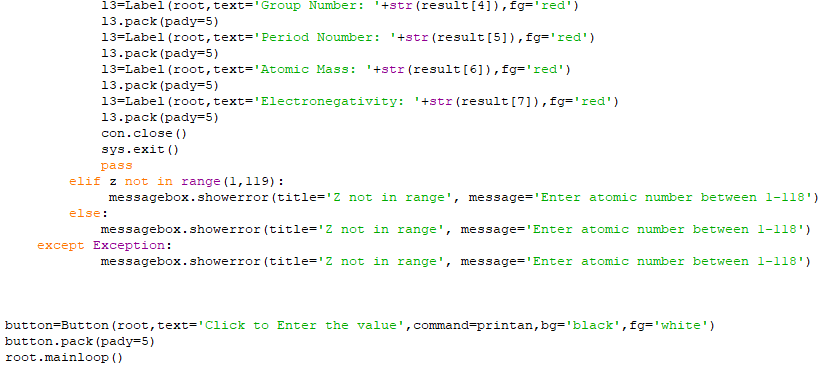 l3=Label(root,text='Group Number: '+str(result[4]),fg='red')
l3.pack(pady=5)
l3=Label(root,text='Period Noumber: '+str(result[5]),fg='red')
l3.pack(pady=5)
l3=Label(root,text='Atomic Mass: '+str(result[6]),fg='red')
l3.pack(pady=5)
l3=Label(root,text='Electronegativity: '+str(result[7]),fg='red')
l3.pack(pady=5)
con.close()
sys.exit()
pass
elif z not in range(1,119):
messagebox.showerror(title='Z not in range', message='Enter atomic number between 1-118')
else:
messagebox.showerror(title='Z not in range', message='Enter atomic number between 1-118')
except Exception:
messagebox.showerror(title='Z not in range', message='Enter atomic number between 1-118')
button=Button(root,text='Click to Enter the value',command=printan,bg='black',fg='white')
button.pack(pady=5)
root.mainloop()